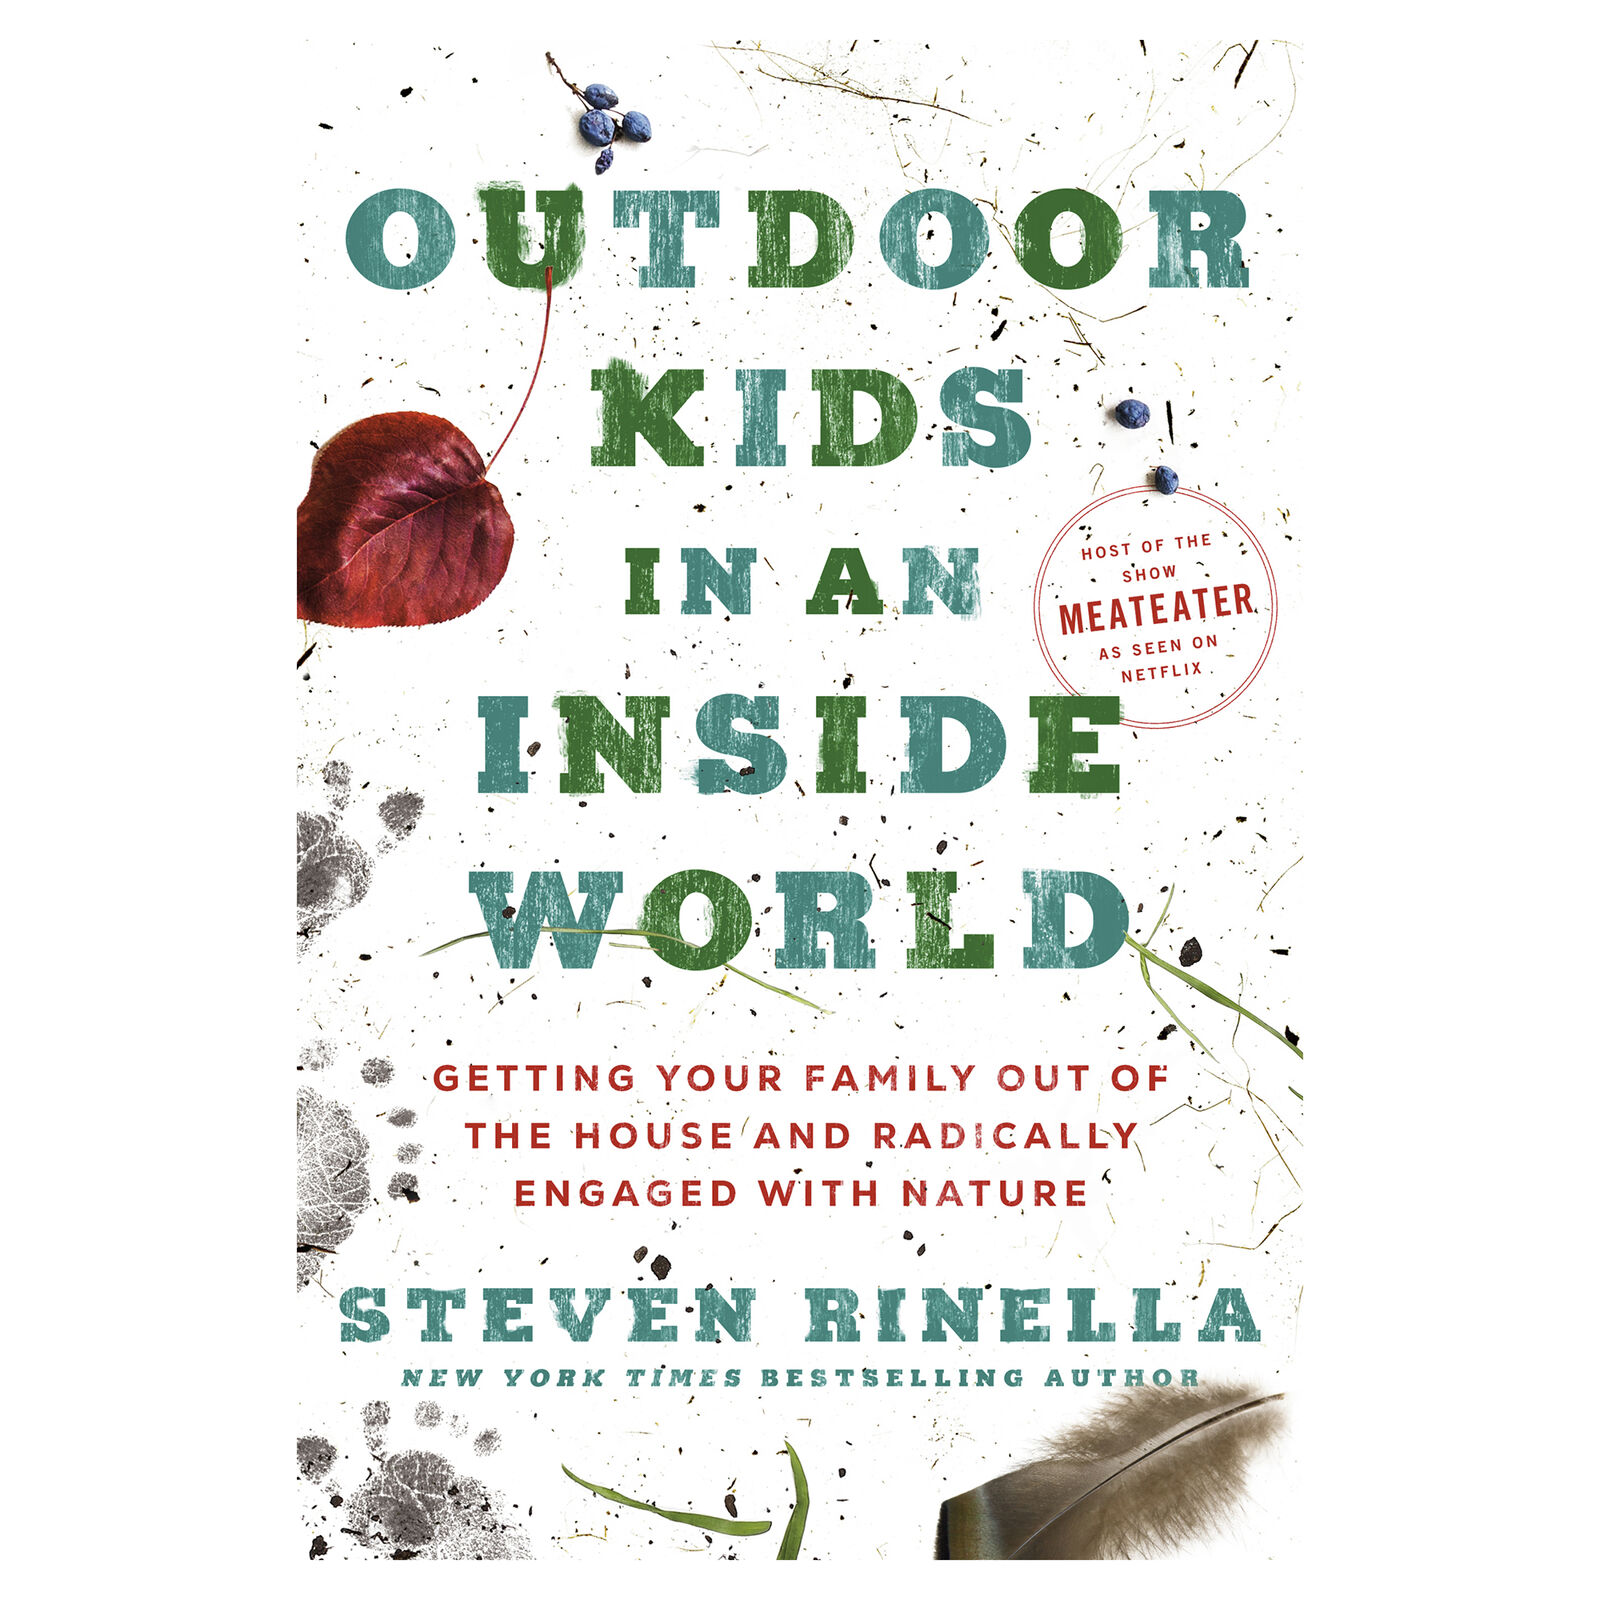 OUTDOOR
KIDS
IN AN
HOST OF THE
SHOW
MEATEATER
AS SEEN ON
NETFLIX
INSIDE
WORLD
GETTING YOUR FAMILY OUT OF
THE HOUSE AND RADICALLY
ENGAGED WITH NATURE
STEVEN RINELLA
NEW YORK TIMES BESTSELLING AUTHOR